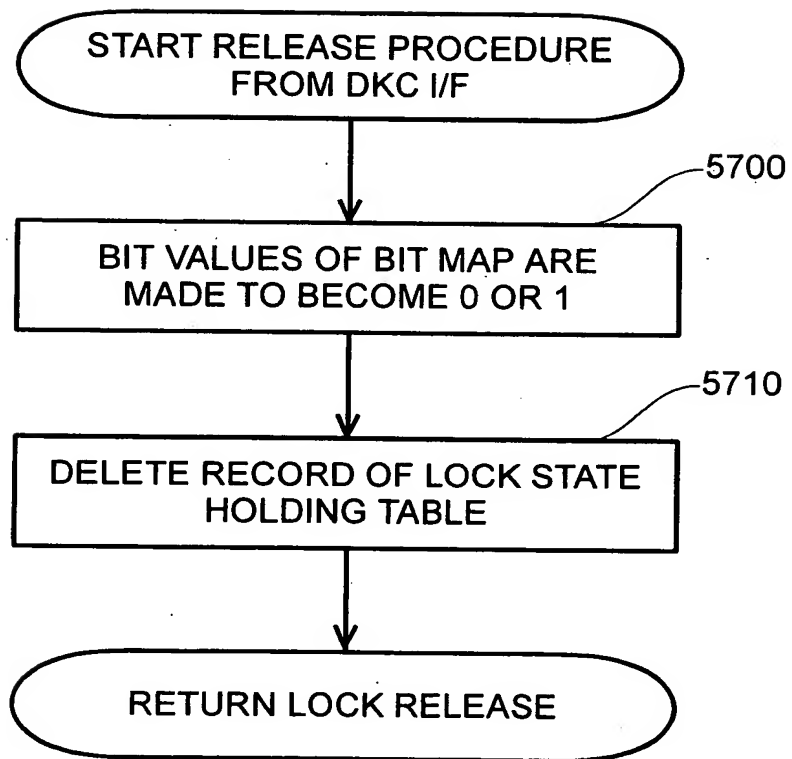 START RELEASE PROCEDURE
FROM DKC I/F
5700
BIT VALUES OF BIT MAP ARE
MADE TO BECOME 0 OR 1
5710
DELETE RECORD OF LOCK STATE
HOLDING TABLE
RETURN LOCK RELEASE